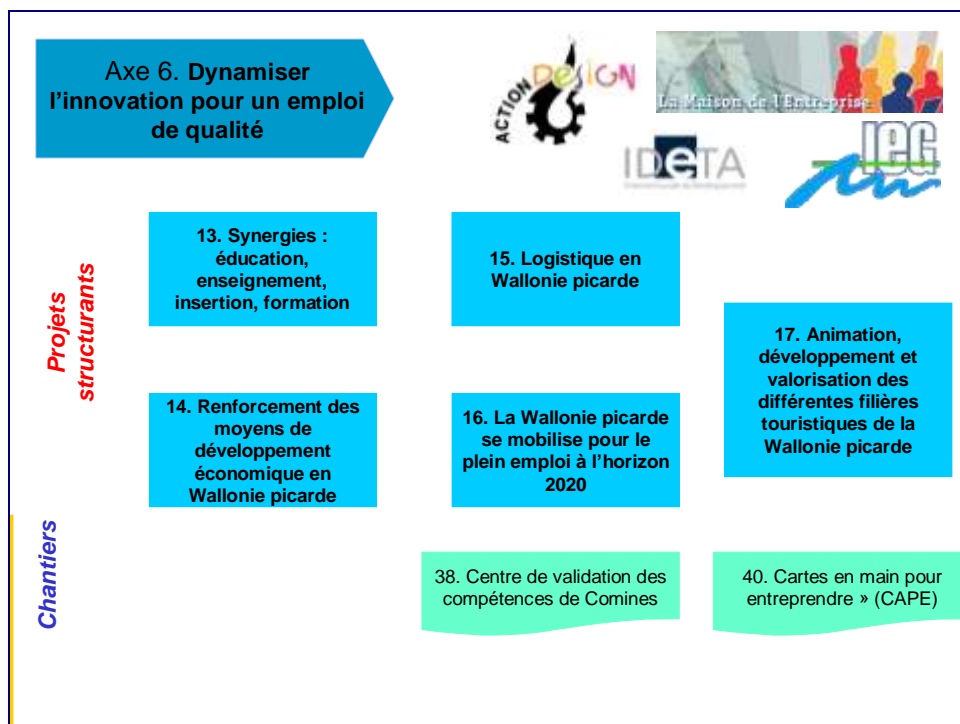 Axe 6. Dynamiser
l'innovation pour un emploi
de qualité
ACTION
DESIGN
La Maison de l'Entreprise
IDETA
IEG
Projets
structurants
13. Synergies :
éducation,
enseignement,
insertion, formation
15. Logistique en
Wallonie picarde
17. Animation,
développement et
valorisation des
différentes filières
touristiques de la
Wallonie picarde
14. Renforcement des
moyens de
développement
économique en
Wallonie picarde
16. La Wallonie picarde
se mobilise pour le
plein emploi à l'horizon
2020
Chantiers
38. Centre de validation des
compétences de Comines
40. Cartes en main pour
entreprendre » (CAPE)